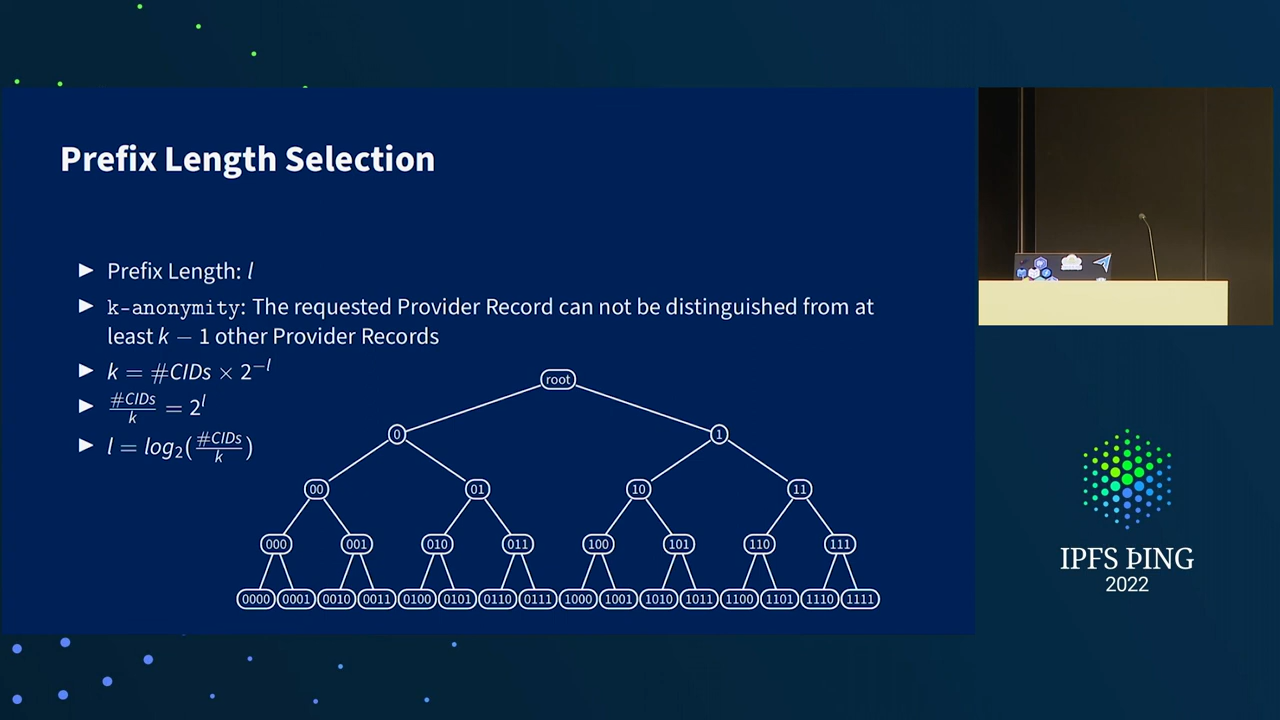 Prefix Length Selection
▶ Prefix Length: l
▶ k-anonymity: The requested Provider Record can not be distinguished from at
least k − 1 other Provider Records
▶ k = #CIDs × 2^{−l}
▶ \frac{#CIDs}{k} = 2^l
▶ l = log_2(\frac{#CIDs}{k})
root
0 1
00 01 10 11
000 001 010 011 100 101 110 111
0000 0001 0010 0011 0100 0101 0110 0111 1000 1001 1010 1011 1100 1101 1110 1111
IPFS ÞING
2022